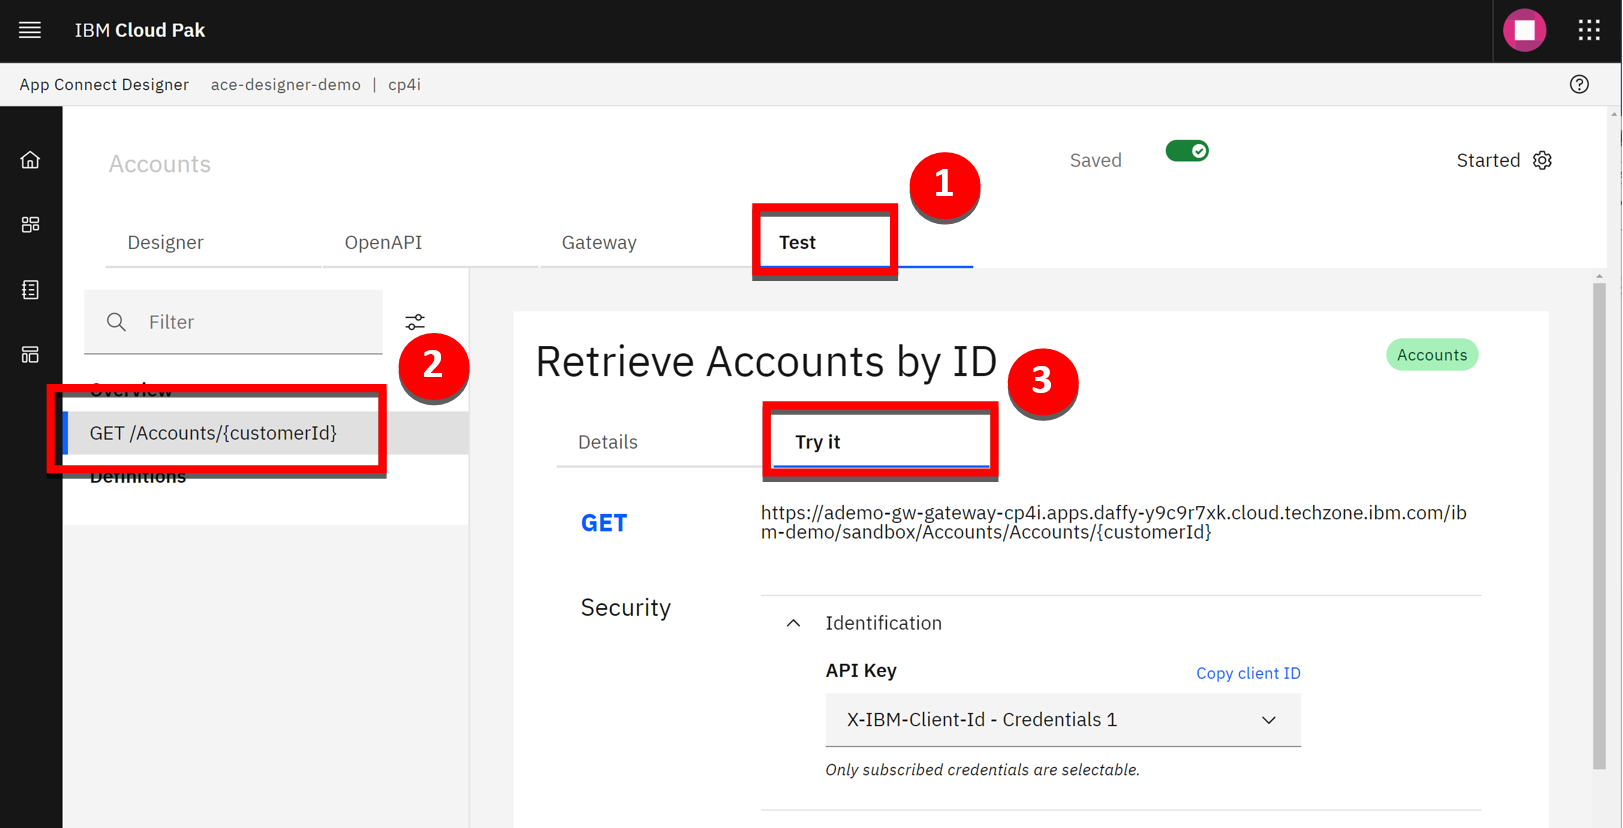 IBM Cloud Pak
App Connect Designer ace-designer-demo | cp4i
Accounts
Saved
Started
1
Designer
OpenAPI
Gateway
Test
Filter
2
Overview
GET /Accounts/{customerId}
Definitions
Retrieve Accounts by ID
Accounts
3
Details
Try it
GET
https://ademo-gw-gateway-cp4i.apps.daffy-y9c9r7xk.cloud.techzone.ibm.com/ib
m-demo/sandbox/Accounts/Accounts/{customerId}
Security
Identification
API Key
Copy client ID
X-IBM-Client-Id - Credentials 1
Only subscribed credentials are selectable.